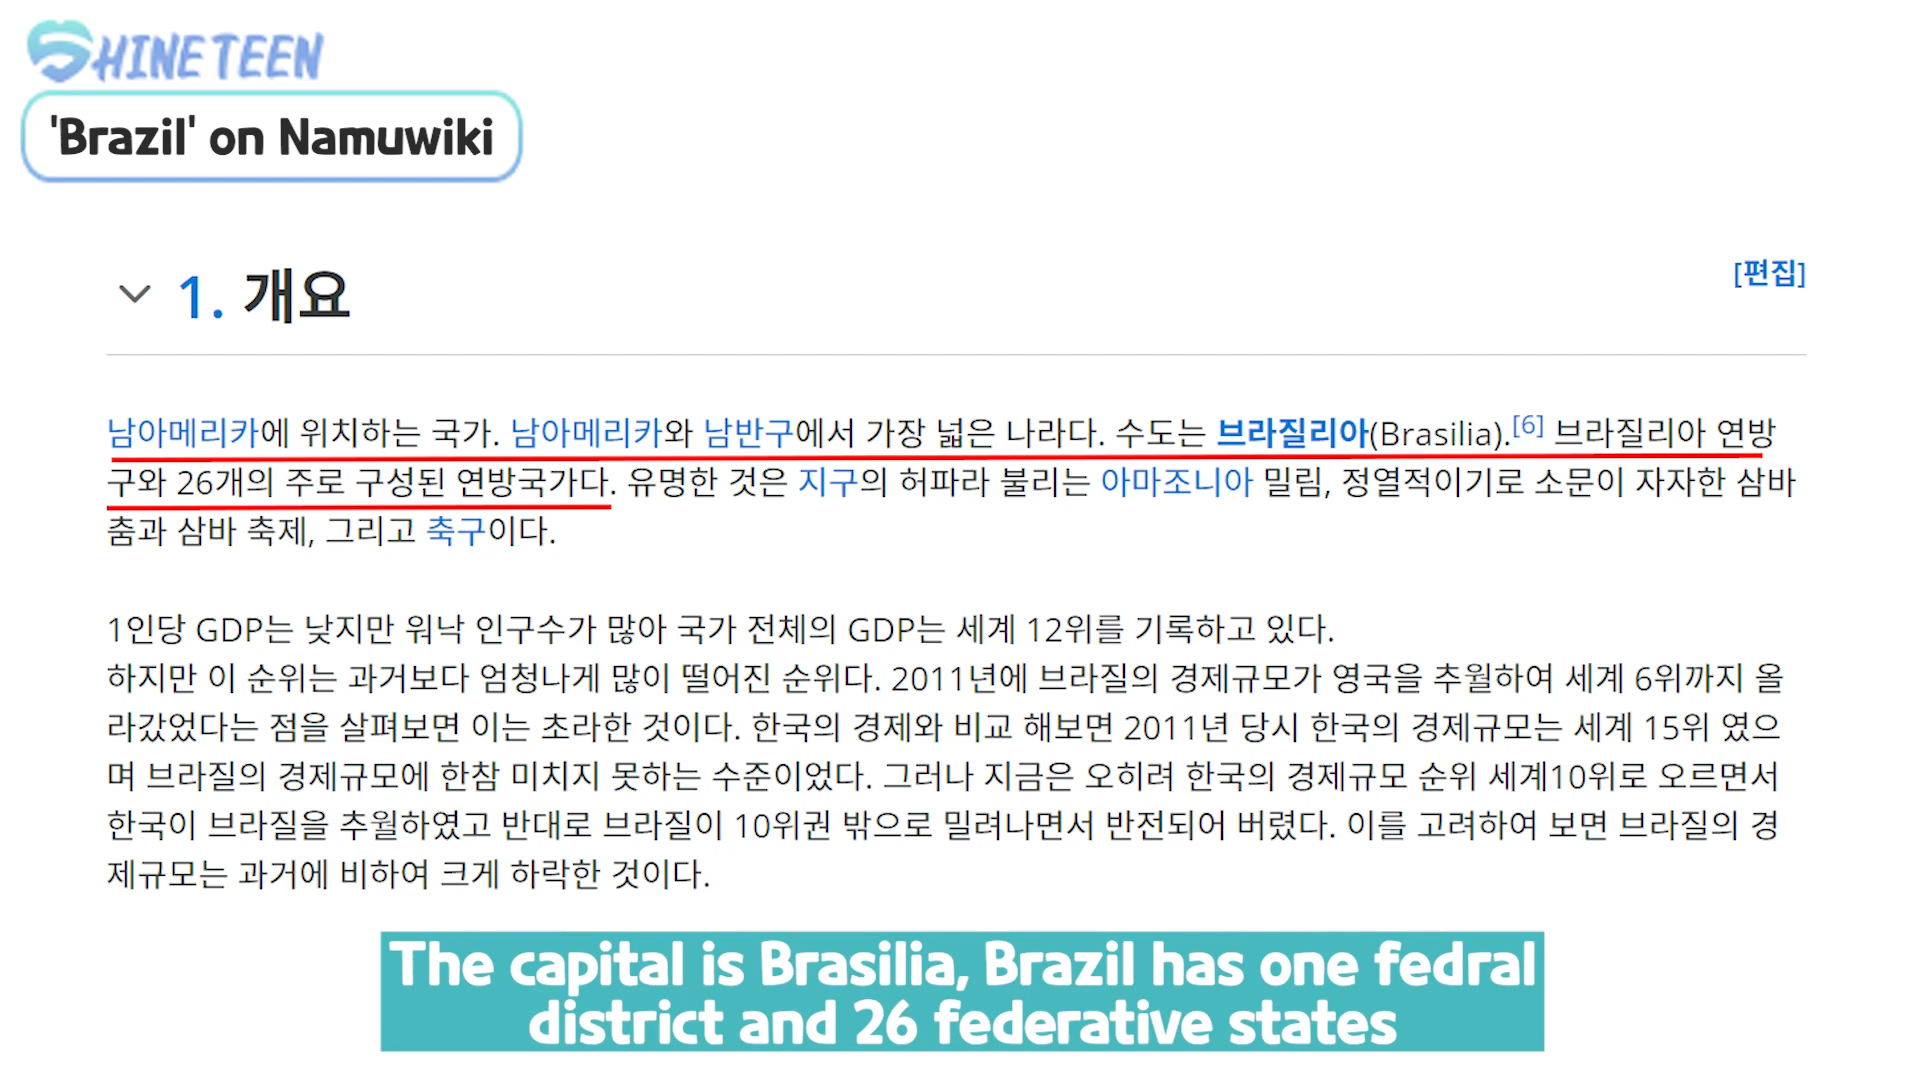 SHINETEEN
'Brazil' on Namuwiki
1. 개요
[편집]
남아메리카에 위치하는 국가. 남아메리카와 남반구에서 가장 넓은 나라다. 수도는 브라질리아(Brasilia).[6] 브라질리아 연방
구와 26개의 주로 구성된 연방국가다. 유명한 것은 지구의 허파라 불리는 아마조니아 밀림, 정열적이기로 소문이 자자한 삼바
춤과 삼바 축제, 그리고 축구이다.
1인당 GDP는 낮지만 워낙 인구수가 많아 국가 전체의 GDP는 세계 12위를 기록하고 있다.
하지만 이 순위는 과거보다 엄청나게 많이 떨어진 순위다. 2011년에 브라질의 경제규모가 영국을 추월하여 세계 6위까지 올
라갔었다는 점을 살펴보면 이는 초라한 것이다. 한국의 경제와 비교 해보면 2011년 당시 한국의 경제규모는 세계 15위 였으
며 브라질의 경제규모에 한참 미치지 못하는 수준이었다. 그러나 지금은 오히려 한국의 경제규모 순위 세계10위로 오르면서
한국이 브라질을 추월하였고 반대로 브라질이 10위권 밖으로 밀려나면서 반전되어 버렸다. 이를 고려하여 보면 브라질의 경
제규모는 과거에 비하여 크게 하락한 것이다.
The capital is Brasilia, Brazil has one fedral
district and 26 federative states